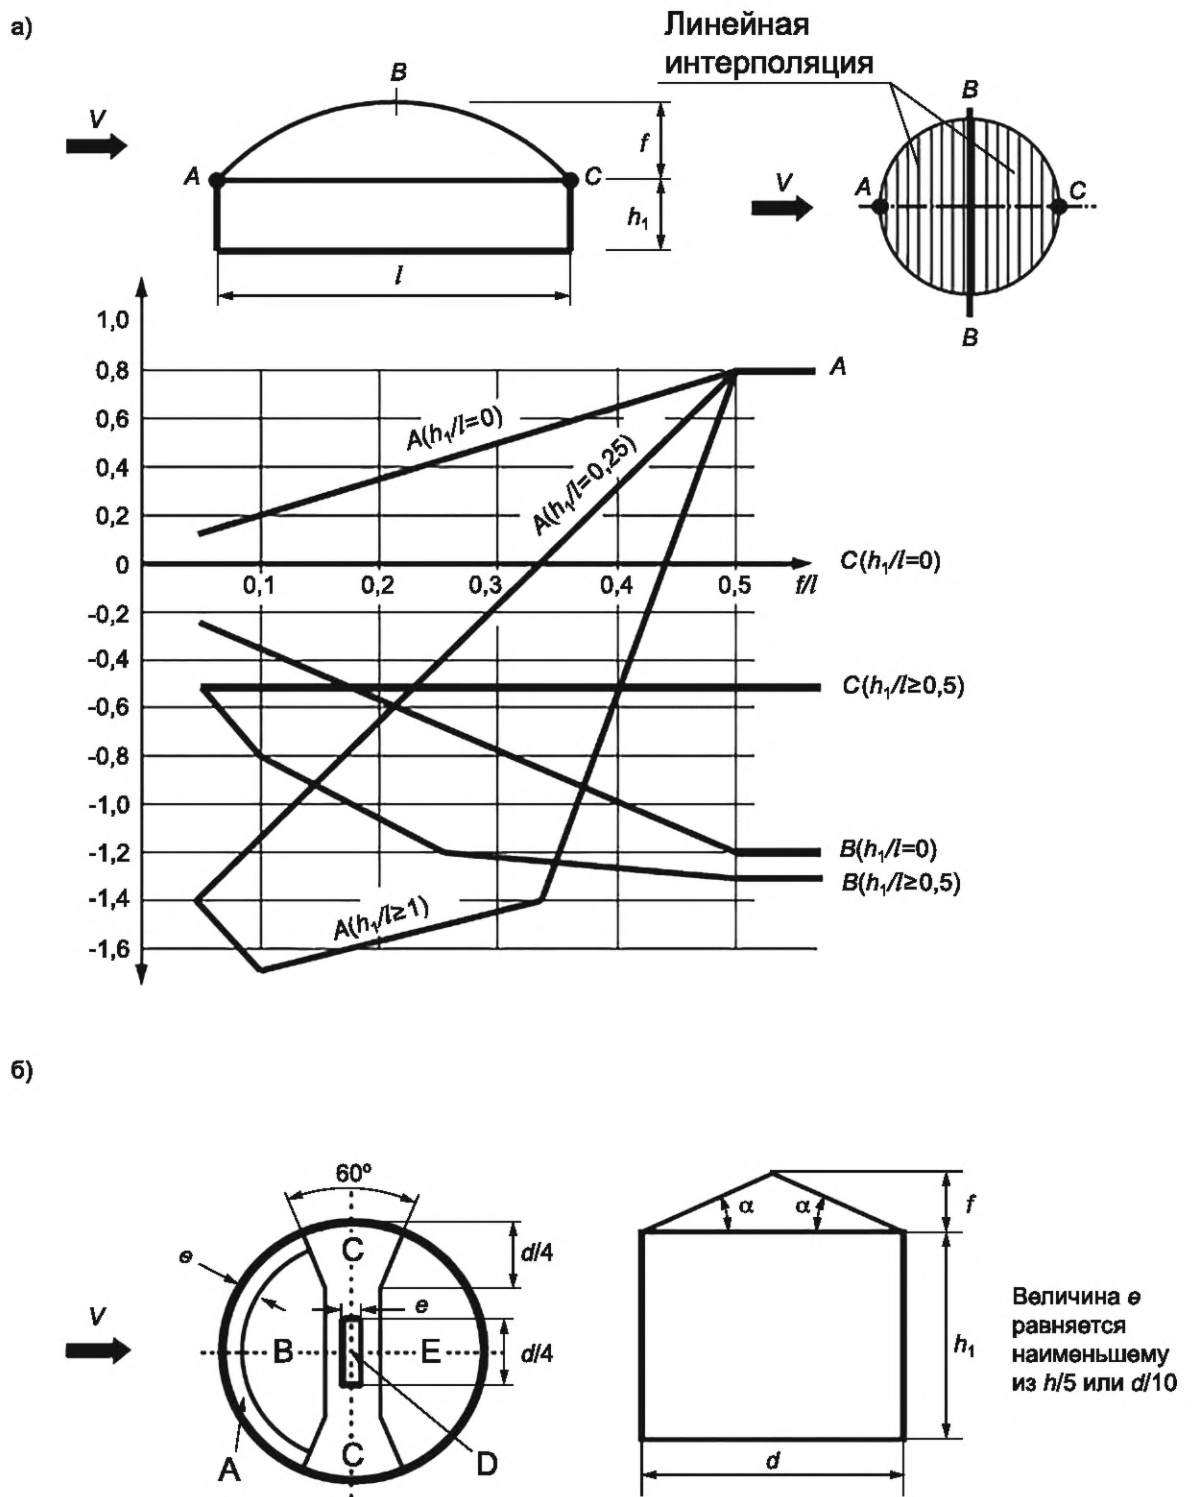 а)
Линейная
интерполяция
V
B
A
C
f
h₁
l
V
B
A
C
B
1,0
0,8
0,6
0,4
0,2
0
-0,2
-0,4
-0,6
-0,8
-1,0
-1,2
-1,4
-1,6
0,1
0,2
0,3
0,4
0,5
f/l
A(h₁/l=0)
A(h₁/l=0,25)
A(h₁/l≥1)
A
C(h₁/l=0)
C(h₁/l≥0,5)
B(h₁/l=0)
B(h₁/l≥0,5)
б)
60°
V
e
C
d/4
e
B
E
d/4
A
C
D
α
α
f
h₁
d
Величина e
равняется
наименьшему
из h/5 или d/10